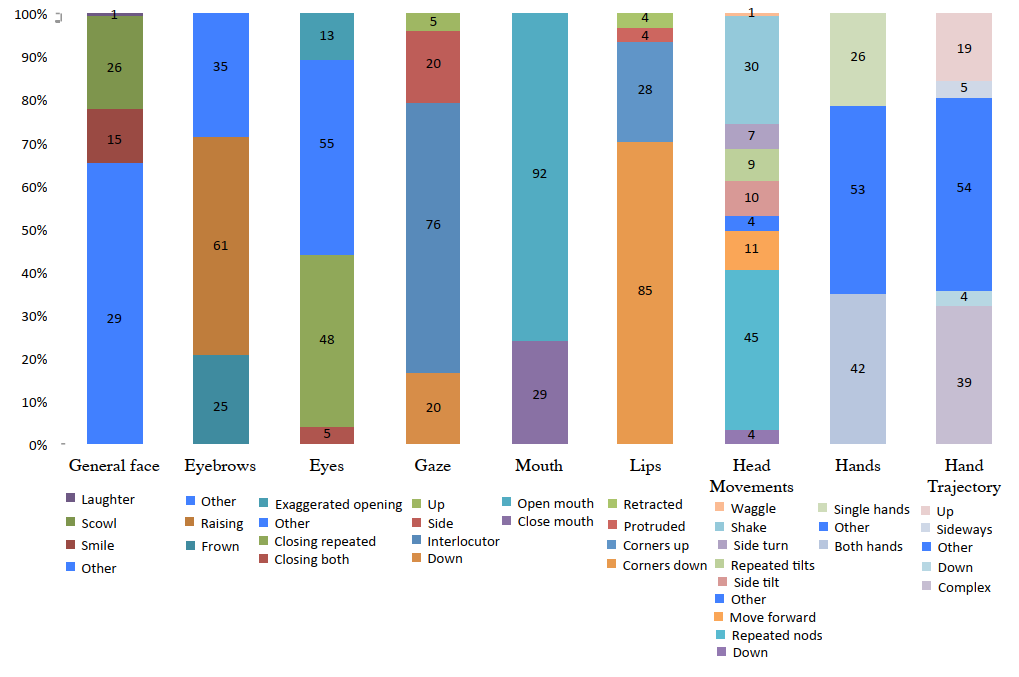 100%
90%
80%
70%
60%
50%
40%
30%
20%
10%
0%
1
26
15
29
35
61
25
13
55
48
5
5
20
76
20
92
29
4
4
28
85
1
30
7
9
10
4
11
45
4
26
53
42
19
5
54
4
39
General face
Eyebrows
Eyes
Gaze
Mouth
Lips
Head
Movements
Hands
Hand
Trajectory
Laughter
Scowl
Smile
Other
Other
Raising
Frown
Exaggerated opening
Other
Closing repeated
Closing both
Up
Side
Interlocutor
Down
Open mouth
Close mouth
Retracted
Protruded
Corners up
Corners down
Waggle
Shake
Side turn
Repeated tilts
Side tilt
Other
Move forward
Repeated nods
Down
Single hands
Other
Both hands
Up
Sideways
Other
Down
Complex